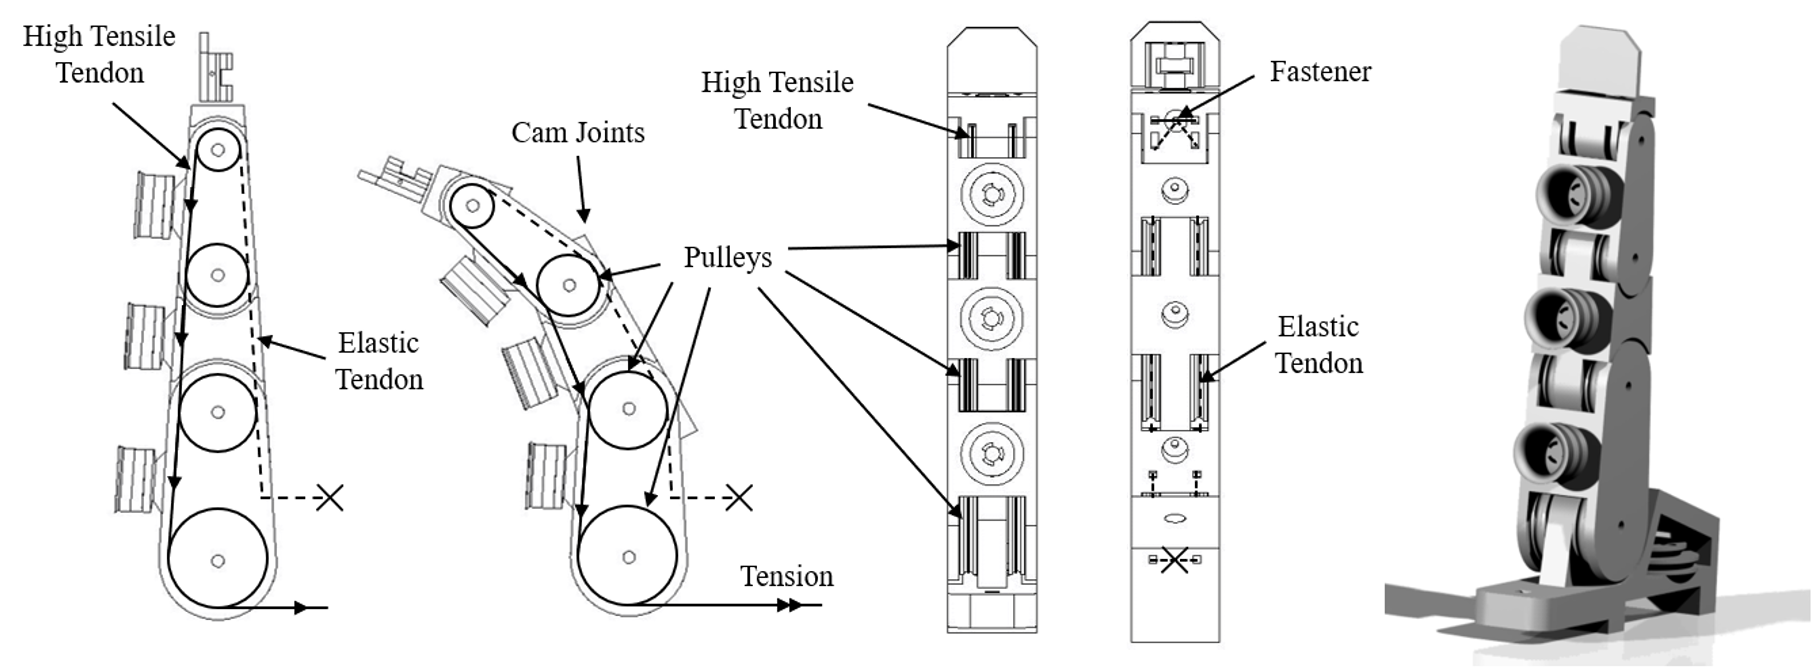 High Tensile
Tendon
Elastic
Tendon
Cam Joints
Pulleys
Tension
High Tensile
Tendon
Fastener
Elastic
Tendon